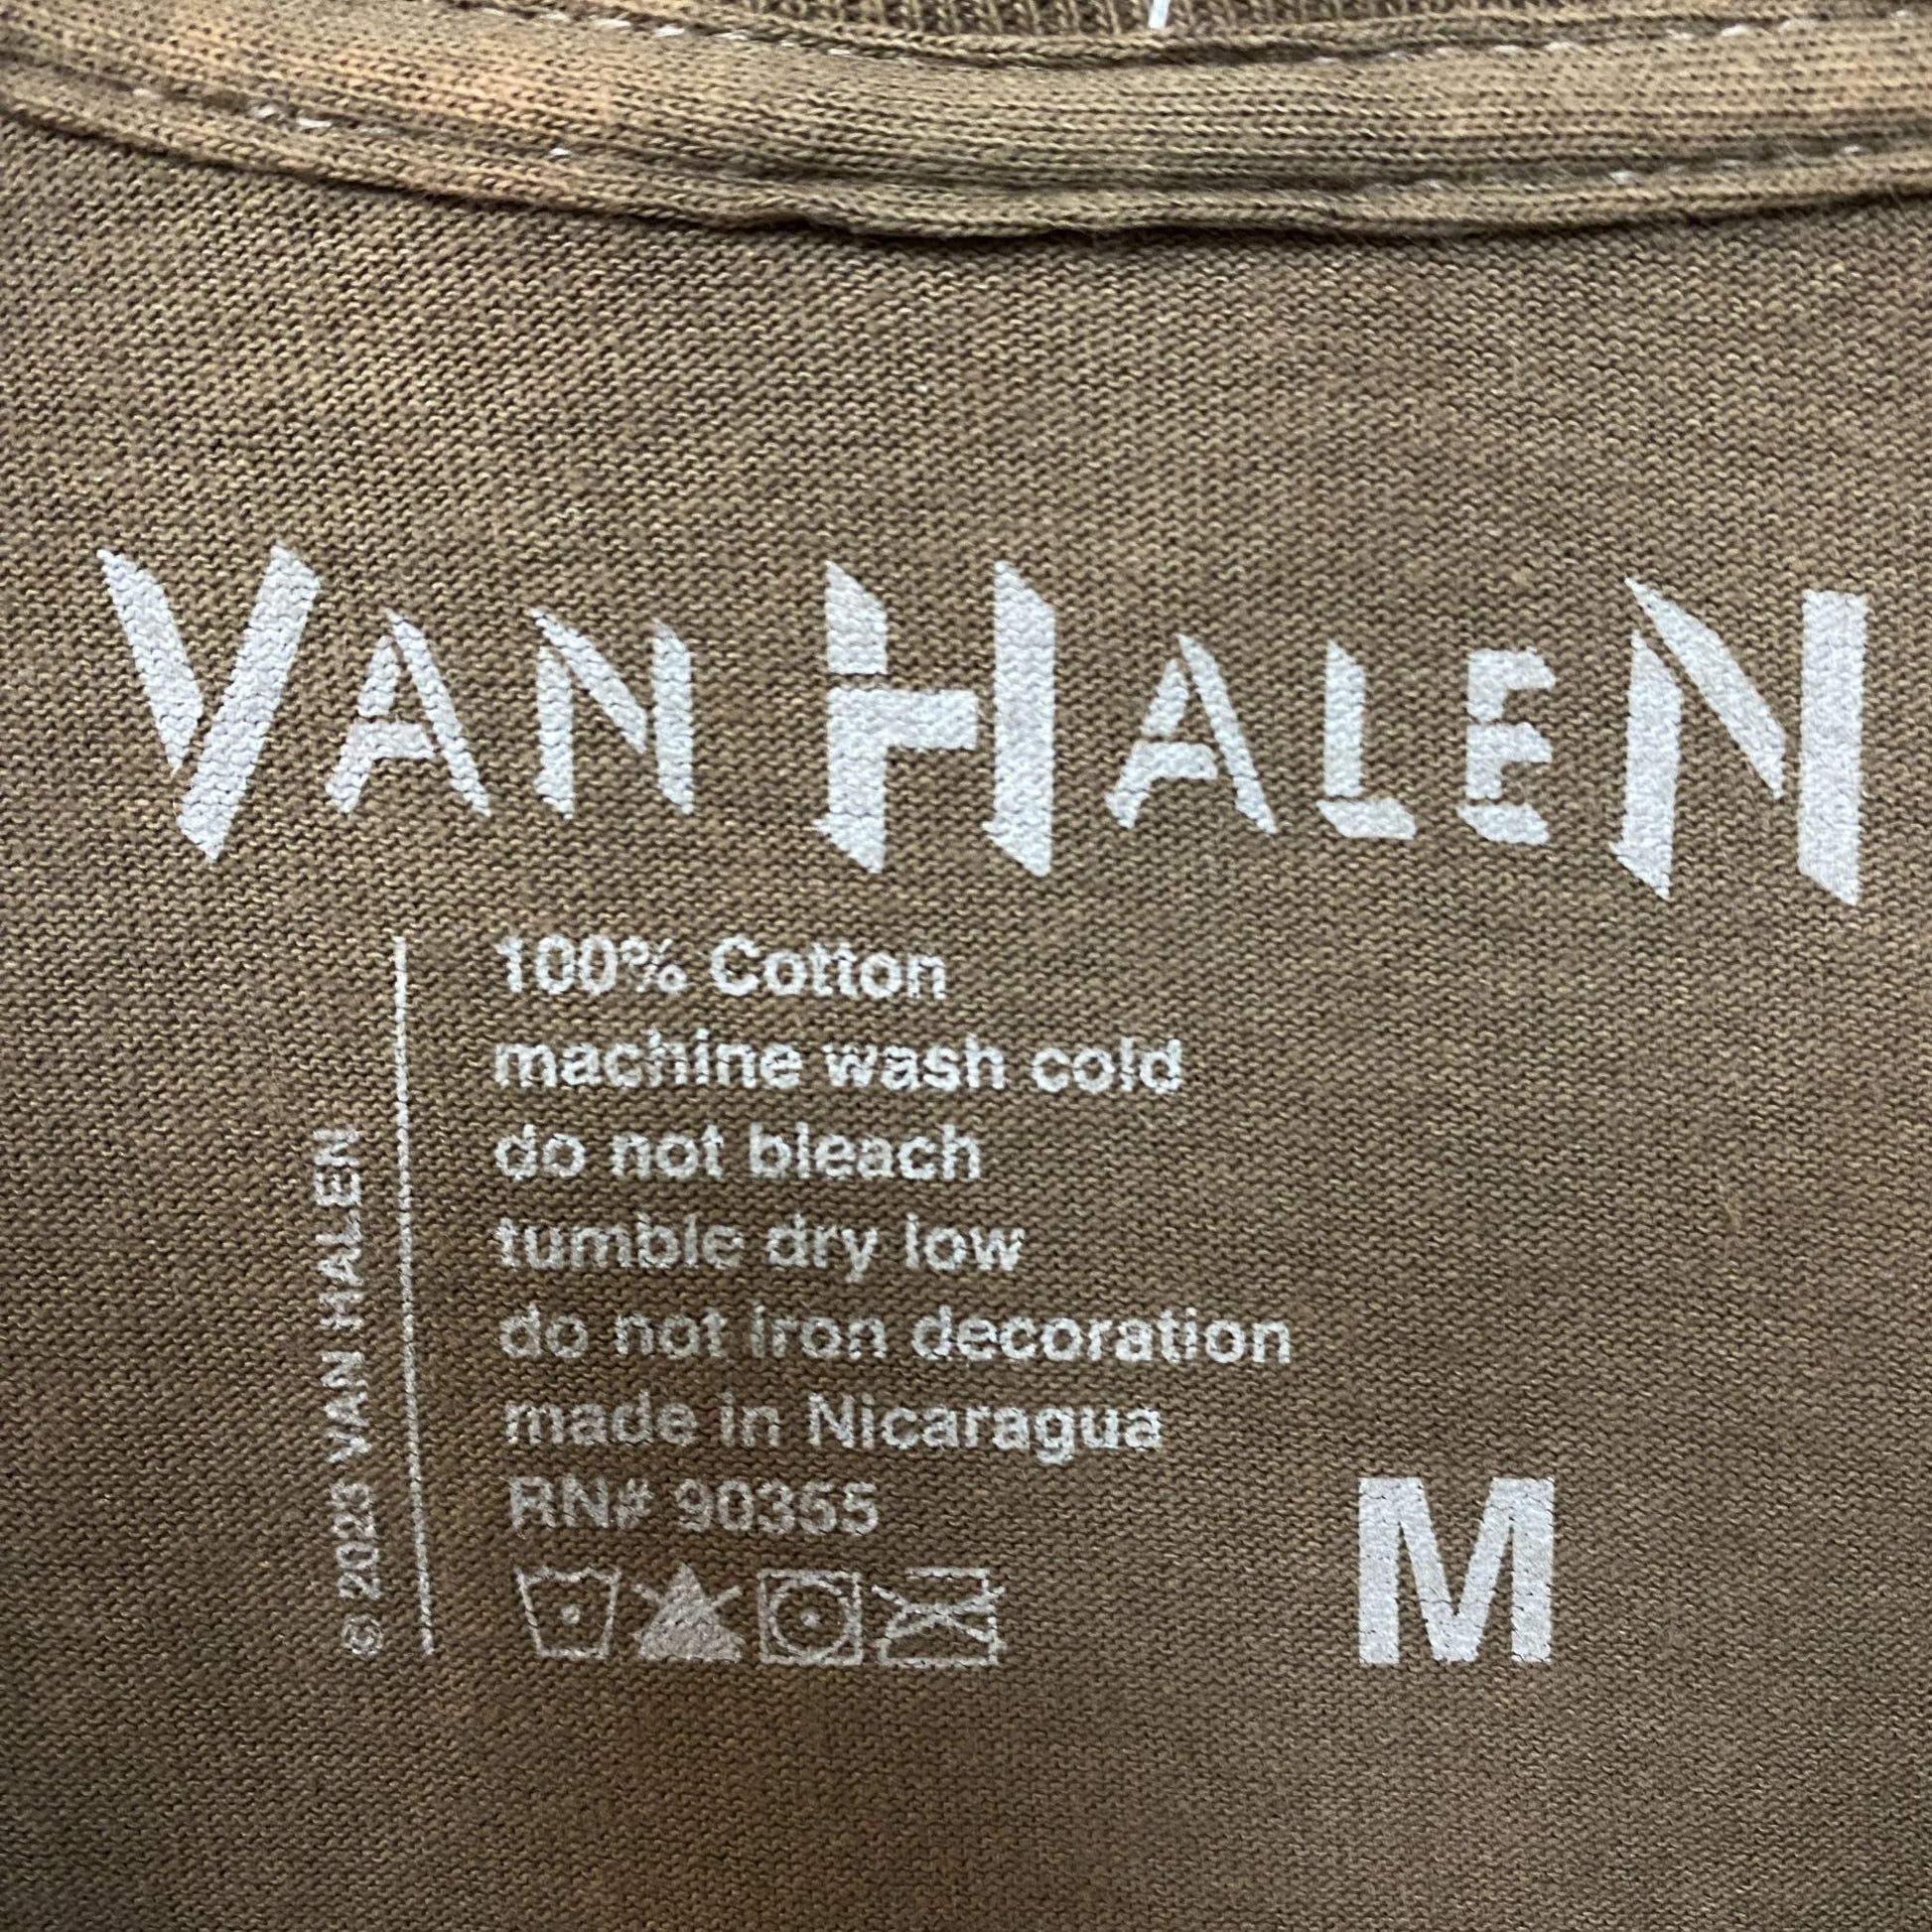 VAN HALEN
100% Cotton
machine wash cold
do not bleach
tumble dry low
do not iron decoration
made in Nicaragua
RN# 90355
M
© 2023 VAN HALEN